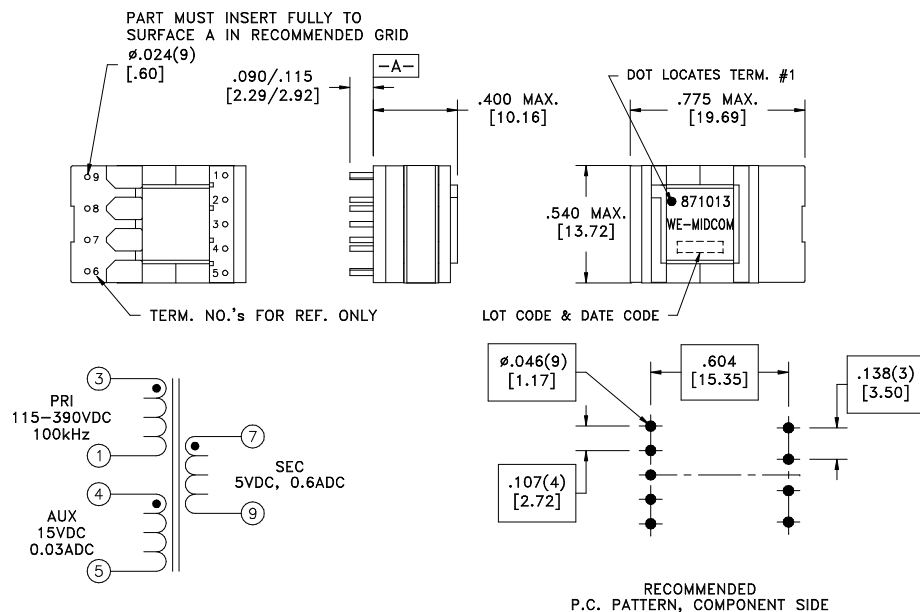 PART MUST INSERT FULLY TO
SURFACE A IN RECOMMENDED GRID
ø.024(9)
[.60]
.090/.115
[2.29/2.92]
-A-
.400 MAX.
[10.16]
DOT LOCATES TERM. #1
.775 MAX.
[19.69]
9
8
7
6
1
2
3
4
5
.540 MAX.
[13.72]
871013
WE-MIDCOM
TERM. NO.'s FOR REF. ONLY
LOT CODE & DATE CODE
3
PRI
115-390VDC
100kHz
1
4
AUX
15VDC
0.03ADC
5
7
SEC
5VDC, 0.6ADC
9
ø.046(9)
[1.17]
.604
[15.35]
.138(3)
[3.50]
.107(4)
[2.72]
RECOMMENDED
P.C. PATTERN, COMPONENT SIDE